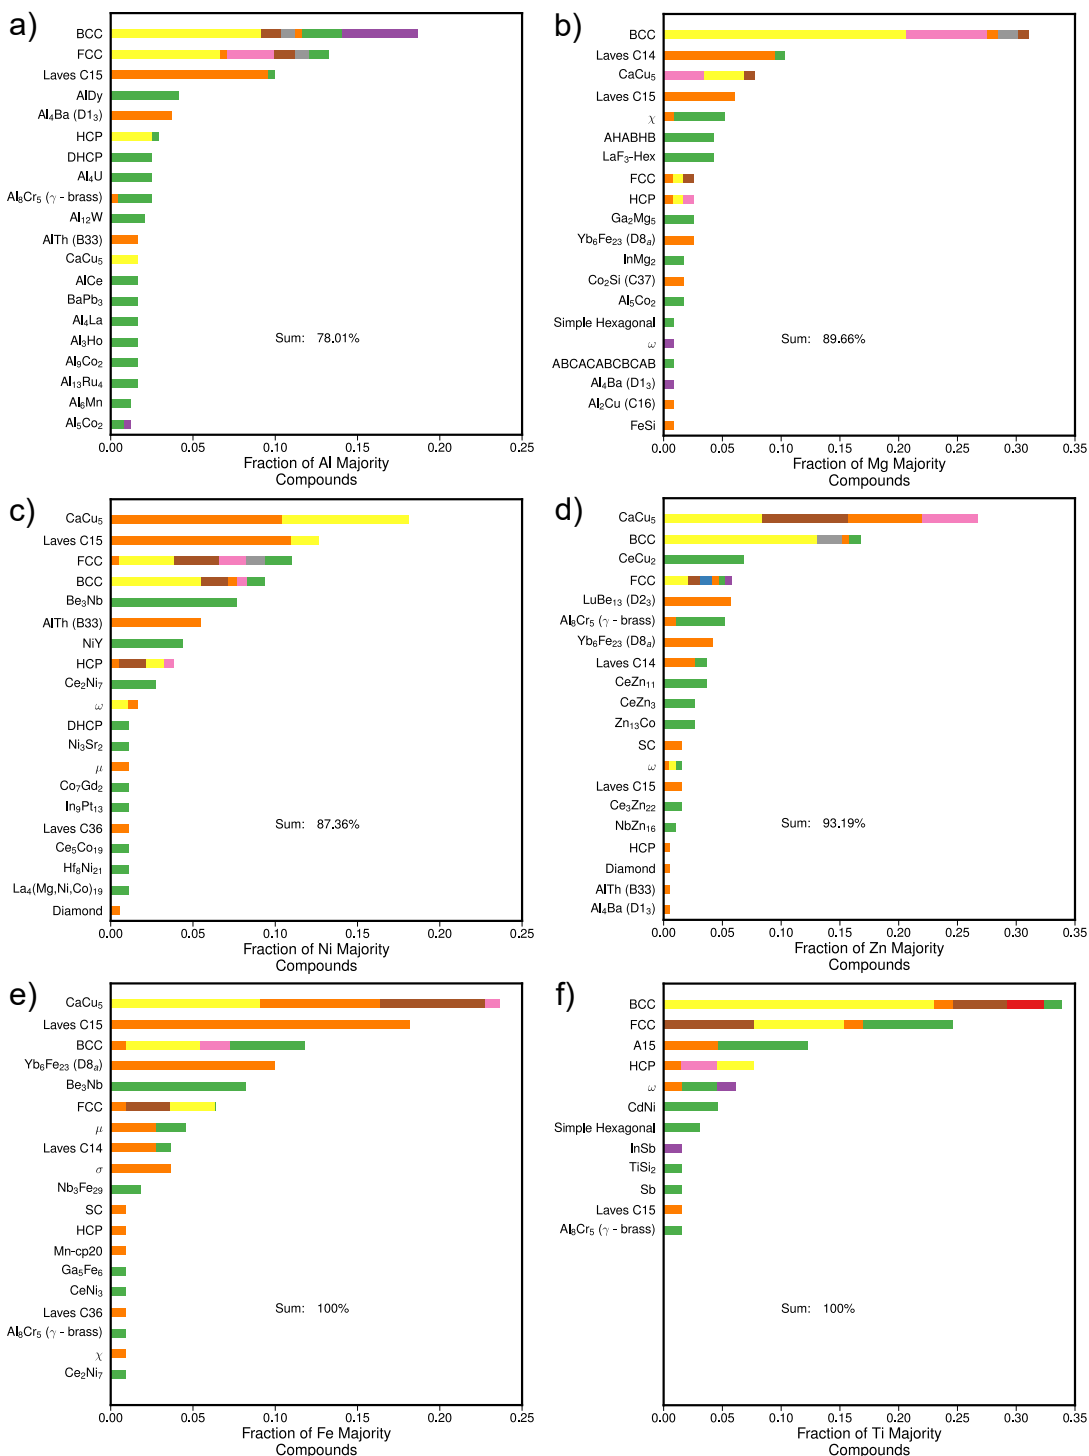 a)
BCC
FCC
Laves C15
AlDy
Al₄Ba (D1₃)
HCP
DHCP
Al₄U
Al₈Cr₅ (γ - brass)
Al₁₂W
AlTh (B33)
CaCu₅
AlCe
BaPb₃
Al₄La
Al₃Ho
Al₉Co₂
Al₁₃Ru₄
Al₆Mn
Al₅Co₂
Sum: 78.01%
0.00 0.05 0.10 0.15 0.20 0.25
Fraction of Al Majority
Compounds
b)
BCC
Laves C14
CaCu₅
Laves C15
χ
AHABHB
LaF₃-Hex
FCC
HCP
Ga₂Mg₅
Yb₆Fe₂₃ (D8ₐ)
InMg₂
Co₂Si (C37)
Al₅Co₂
Simple Hexagonal
ω
ABCACABCBCAB
Al₄Ba (D1₃)
Al₂Cu (C16)
FeSi
Sum: 89.66%
0.00 0.05 0.10 0.15 0.20 0.25 0.30 0.35
Fraction of Mg Majority
Compounds
c)
CaCu₅
Laves C15
FCC
BCC
Be₃Nb
AlTh (B33)
NiY
HCP
Ce₂Ni₇
ω
DHCP
Ni₃Sr₂
μ
Co₇Gd₂
In₉Pt₁₃
Laves C36
Ce₅Co₁₉
Hf₈Ni₂₁
La₄(Mg,Ni,Co)₁₉
Diamond
Sum: 87.36%
0.00 0.05 0.10 0.15 0.20 0.25
Fraction of Ni Majority
Compounds
d)
CaCu₅
BCC
CeCu₂
FCC
LuBe₁₃ (D2₃)
Al₈Cr₅ (γ - brass)
Yb₆Fe₂₃ (D8ₐ)
Laves C14
CeZn₁₁
CeZn₃
Zn₁₃Co
SC
ω
Laves C15
Ce₃Zn₂₂
NbZn₁₆
HCP
Diamond
AlTh (B33)
Al₄Ba (D1₃)
Sum: 93.19%
0.00 0.05 0.10 0.15 0.20 0.25 0.30 0.35
Fraction of Zn Majority
Compounds
e)
CaCu₅
Laves C15
BCC
Yb₆Fe₂₃ (D8ₐ)
Be₃Nb
FCC
μ
Laves C14
σ
Nb₃Fe₂₉
SC
HCP
Mn-cp20
Ga₅Fe₆
CeNi₃
Laves C36
Al₈Cr₅ (γ - brass)
χ
Ce₂Ni₇
Sum: 100%
0.00 0.05 0.10 0.15 0.20 0.25
Fraction of Fe Majority
Compounds
f)
BCC
FCC
A15
HCP
ω
CdNi
Simple Hexagonal
InSb
TiSi₂
Sb
Laves C15
Al₈Cr₅ (γ - brass)
Sum: 100%
0.00 0.05 0.10 0.15 0.20 0.25 0.30 0.35
Fraction of Ti Majority
Compounds